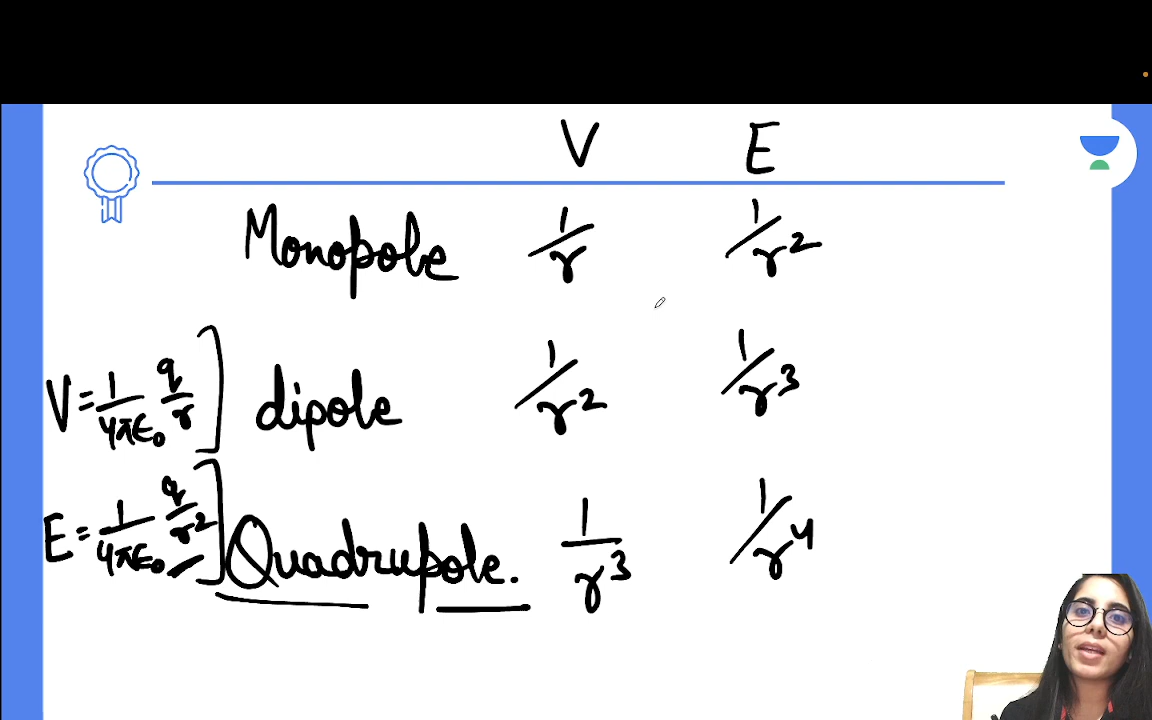 V E
Monopole 1/r 1/r²
V = 1/4πε₀ q/r ] dipole 1/r² 1/r³
E = 1/4πε₀ q/r² ] Quadrupole. 1/r³ 1/r⁴